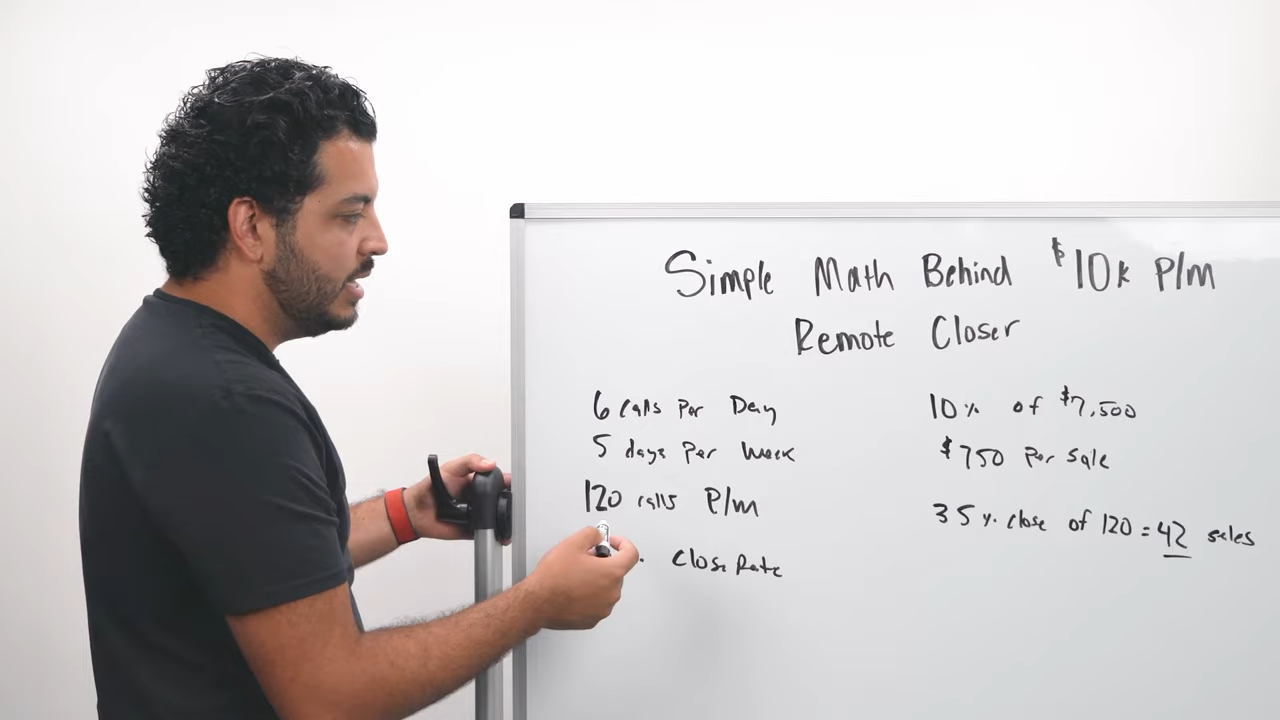 Simple Math Behind $10k P/m
Remote Closer
6 calls Per Day
5 days Per Week
120 calls P/m
Close Rate
10% of $7,500
$750 Per Sale
35% close of 120 = 42 sales